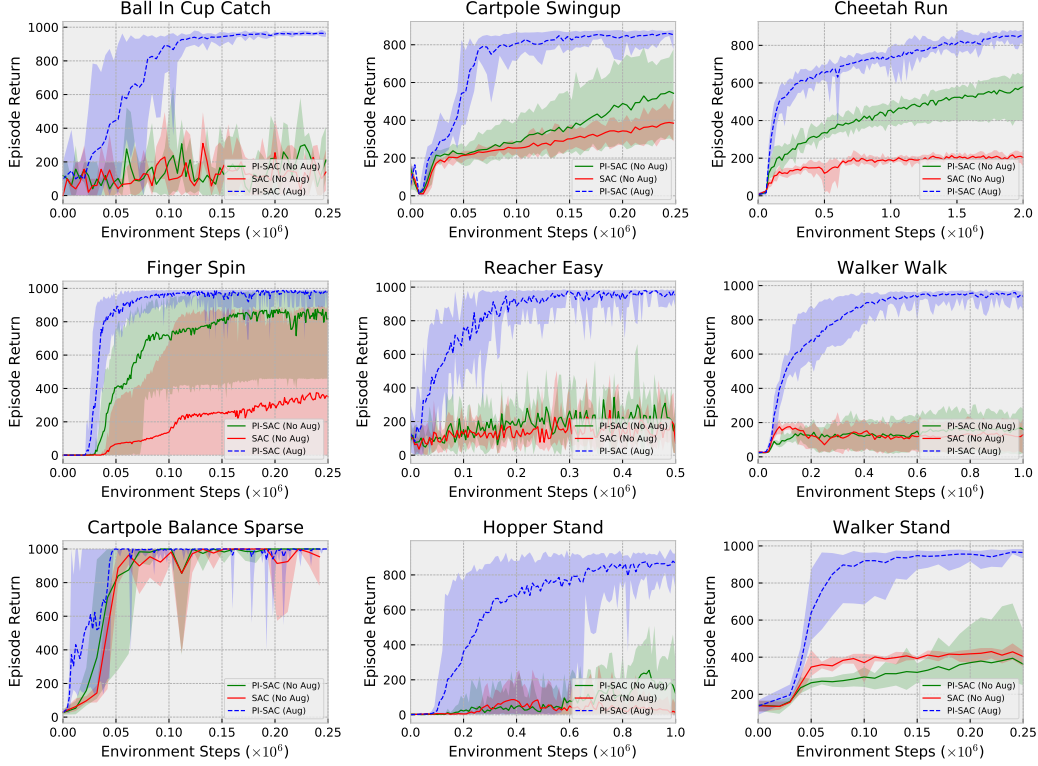 Ball In Cup Catch
Episode Return
1000
800
600
400
200
0
0.00 0.05 0.10 0.15 0.20 0.25
Environment Steps (×10⁶)
PI-SAC (No Aug)
SAC (No Aug)
PI-SAC (Aug)
Cartpole Swingup
Episode Return
800
600
400
200
0
0.00 0.05 0.10 0.15 0.20 0.25
Environment Steps (×10⁶)
PI-SAC (No Aug)
SAC (No Aug)
PI-SAC (Aug)
Cheetah Run
Episode Return
800
600
400
200
0
0.0 0.5 1.0 1.5 2.0
Environment Steps (×10⁶)
PI-SAC (No Aug)
SAC (No Aug)
PI-SAC (Aug)
Finger Spin
Episode Return
1000
800
600
400
200
0
0.00 0.05 0.10 0.15 0.20 0.25
Environment Steps (×10⁶)
PI-SAC (No Aug)
SAC (No Aug)
PI-SAC (Aug)
Reacher Easy
Episode Return
1000
800
600
400
200
0
0.0 0.1 0.2 0.3 0.4 0.5
Environment Steps (×10⁶)
PI-SAC (No Aug)
SAC (No Aug)
PI-SAC (Aug)
Walker Walk
Episode Return
1000
800
600
400
200
0
0.0 0.2 0.4 0.6 0.8 1.0
Environment Steps (×10⁶)
PI-SAC (No Aug)
SAC (No Aug)
PI-SAC (Aug)
Cartpole Balance Sparse
Episode Return
1000
800
600
400
200
0
0.00 0.05 0.10 0.15 0.20 0.25
Environment Steps (×10⁶)
PI-SAC (No Aug)
SAC (No Aug)
PI-SAC (Aug)
Hopper Stand
Episode Return
1000
800
600
400
200
0
0.0 0.2 0.4 0.6 0.8 1.0
Environment Steps (×10⁶)
PI-SAC (No Aug)
SAC (No Aug)
PI-SAC (Aug)
Walker Stand
Episode Return
1000
800
600
400
200
0.00 0.05 0.10 0.15 0.20 0.25
Environment Steps (×10⁶)
PI-SAC (No Aug)
SAC (No Aug)
PI-SAC (Aug)